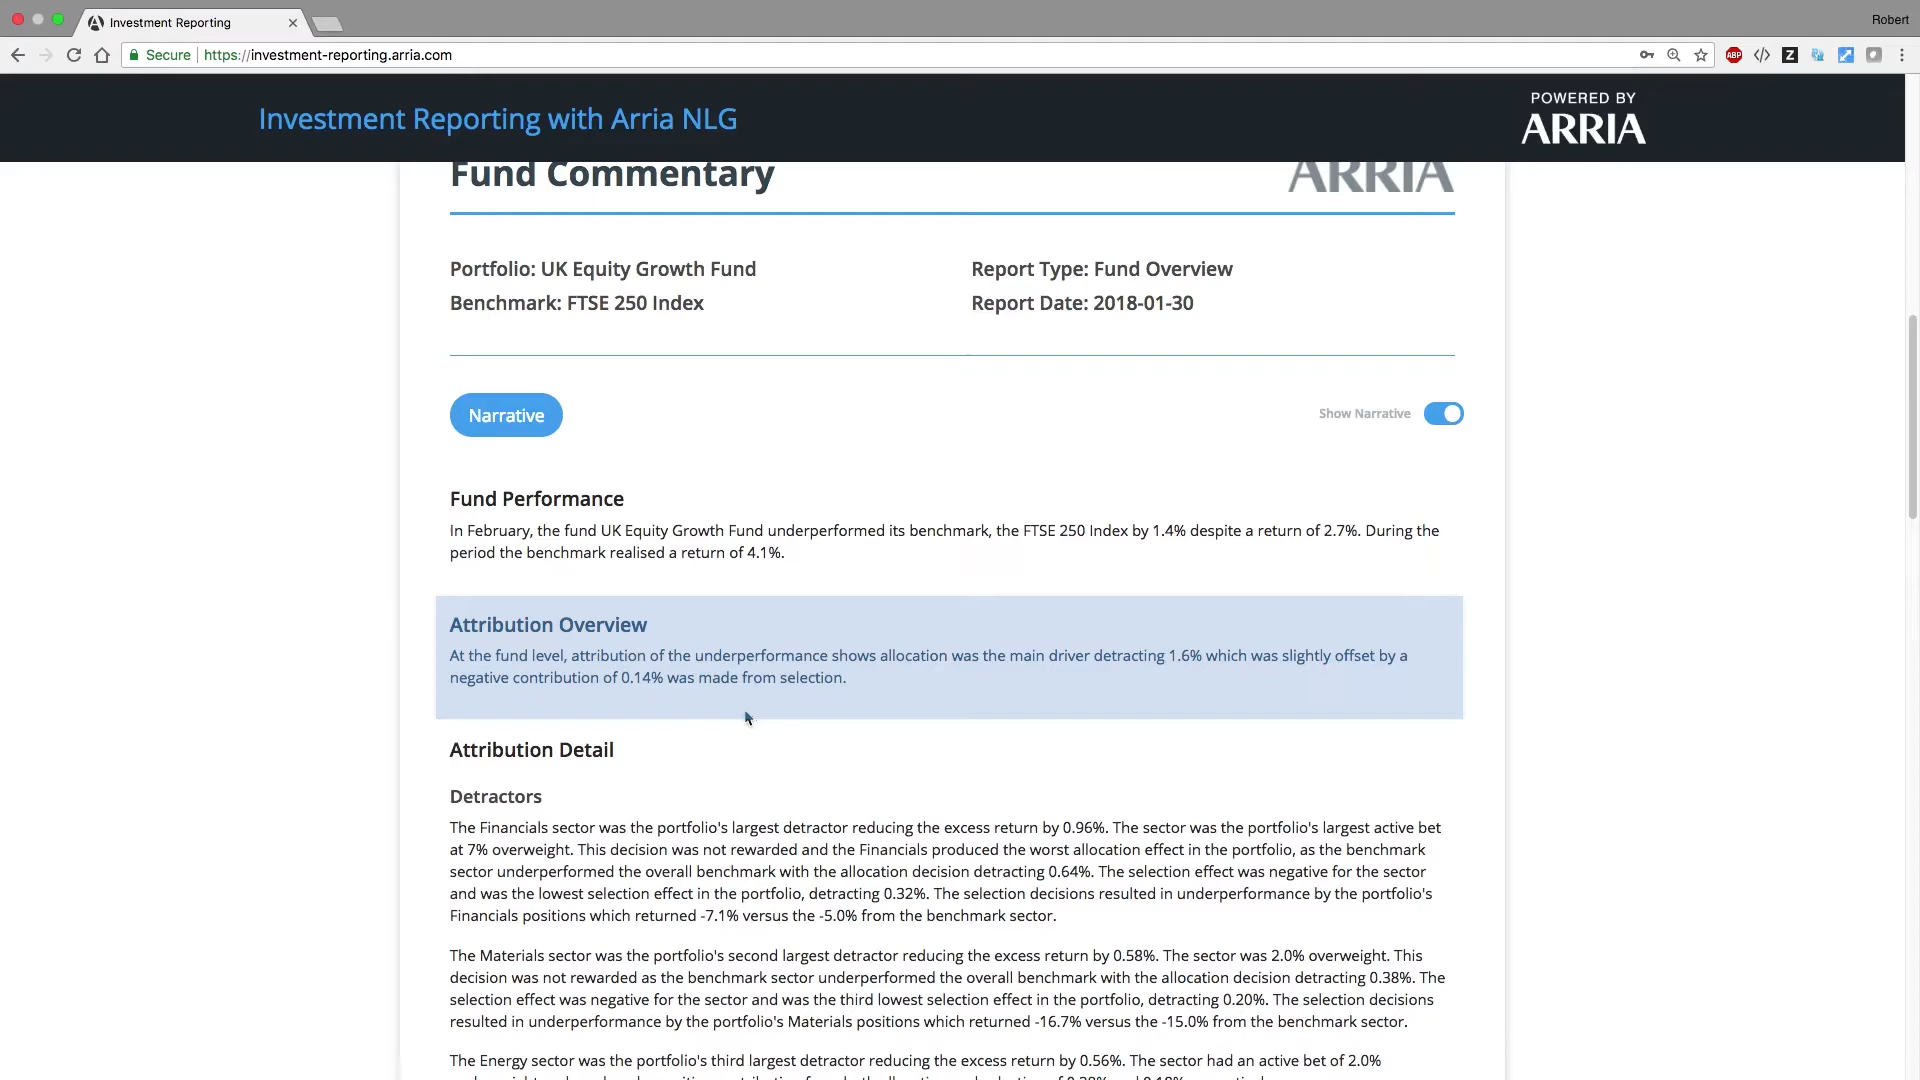 Investment Reporting
Robert
Secure
https://investment-reporting.arria.com
ABP
Z
Investment Reporting with Arria NLG
POWERED BY
ARRIA
Fund Commentary
ARRIA
Portfolio: UK Equity Growth Fund
Report Type: Fund Overview
Benchmark: FTSE 250 Index
Report Date: 2018-01-30
Narrative
Show Narrative
Fund Performance
In February, the fund UK Equity Growth Fund underperformed its benchmark, the FTSE 250 Index by 1.4% despite a return of 2.7%. During the
period the benchmark realised a return of 4.1%.
Attribution Overview
At the fund level, attribution of the underperformance shows allocation was the main driver detracting 1.6% which was slightly offset by a
negative contribution of 0.14% was made from selection.
Attribution Detail
Detractors
The Financials sector was the portfolio's largest detractor reducing the excess return by 0.96%. The sector was the portfolio's largest active bet
at 7% overweight. This decision was not rewarded and the Financials produced the worst allocation effect in the portfolio, as the benchmark
sector underperformed the overall benchmark with the allocation decision detracting 0.64%. The selection effect was negative for the sector
and was the lowest selection effect in the portfolio, detracting 0.32%. The selection decisions resulted in underperformance by the portfolio's
Financials positions which returned -7.1% versus the -5.0% from the benchmark sector.
The Materials sector was the portfolio's second largest detractor reducing the excess return by 0.58%. The sector was 2.0% overweight. This
decision was not rewarded as the benchmark sector underperformed the overall benchmark with the allocation decision detracting 0.38%. The
selection effect was negative for the sector and was the third lowest selection effect in the portfolio, detracting 0.20%. The selection decisions
resulted in underperformance by the portfolio's Materials positions which returned -16.7% versus the -15.0% from the benchmark sector.
The Energy sector was the portfolio's third largest detractor reducing the excess return by 0.56%. The sector had an active bet of 2.0%